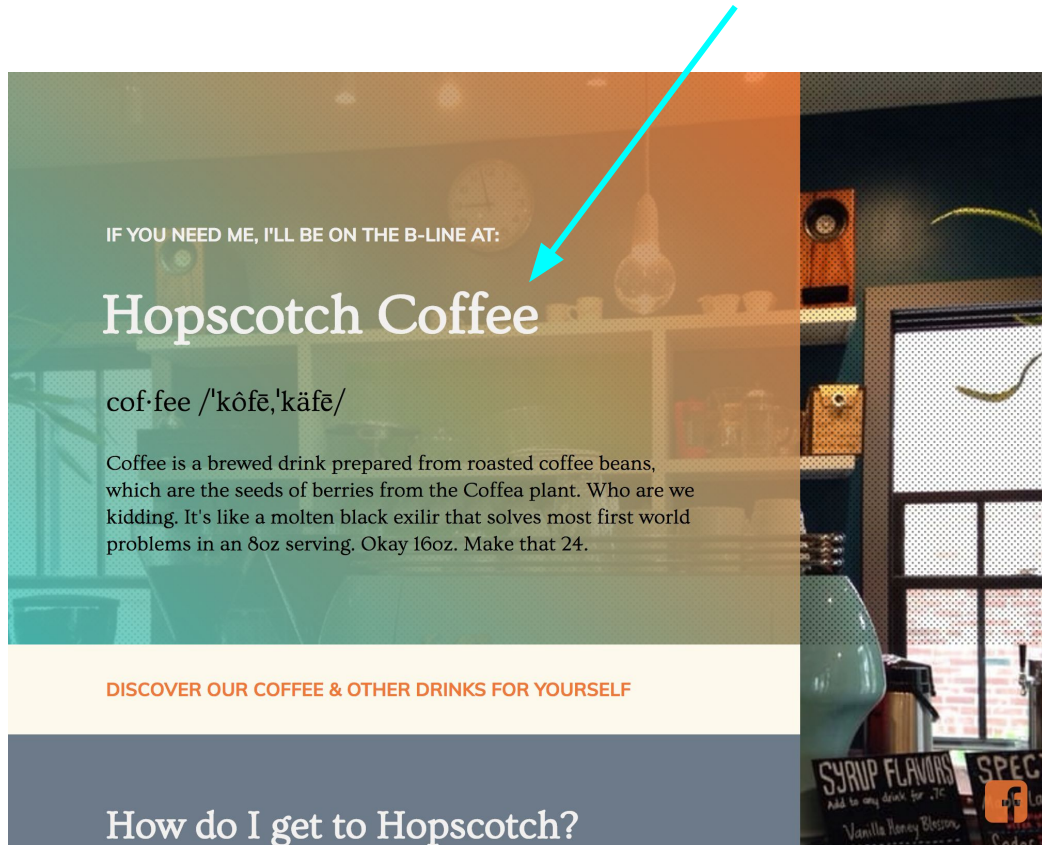 IF YOU NEED ME, I'LL BE ON THE B-LINE AT:
Hopscotch Coffee
cof·fee /ˈkôfē,ˈkäfē/
Coffee is a brewed drink prepared from roasted coffee beans,
which are the seeds of berries from the Coffea plant. Who are we
kidding. It's like a molten black exilir that solves most first world
problems in an 8oz serving. Okay 16oz. Make that 24.
DISCOVER OUR COFFEE & OTHER DRINKS FOR YOURSELF
How do I get to Hopscotch?
SYRUP FLAVORS
Add to any drink for .75
Vanilla Honey Blossom
SPEC